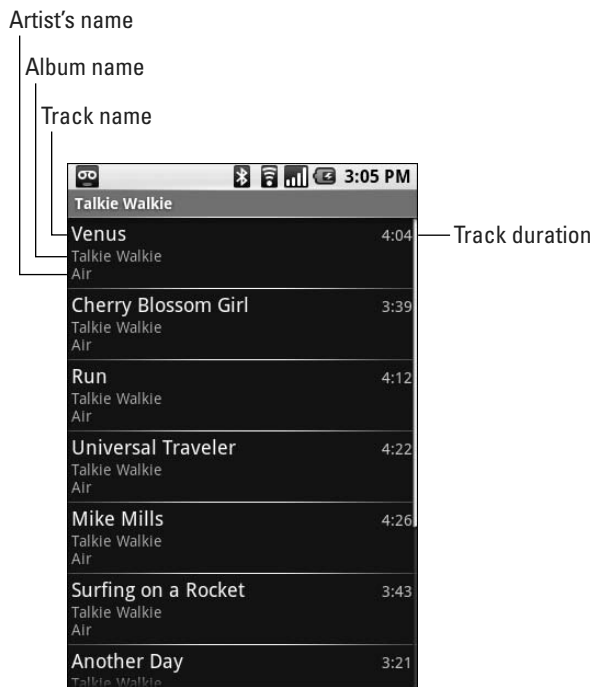 Artist's name
Album name
Track name
3:05 PM
Talkie Walkie
Venus 4:04
Track duration
Talkie Walkie
Air
Cherry Blossom Girl 3:39
Talkie Walkie
Air
Run 4:12
Talkie Walkie
Air
Universal Traveler 4:22
Talkie Walkie
Air
Mike Mills 4:26
Talkie Walkie
Air
Surfing on a Rocket 3:43
Talkie Walkie
Air
Another Day 3:21
Talkie Walkie